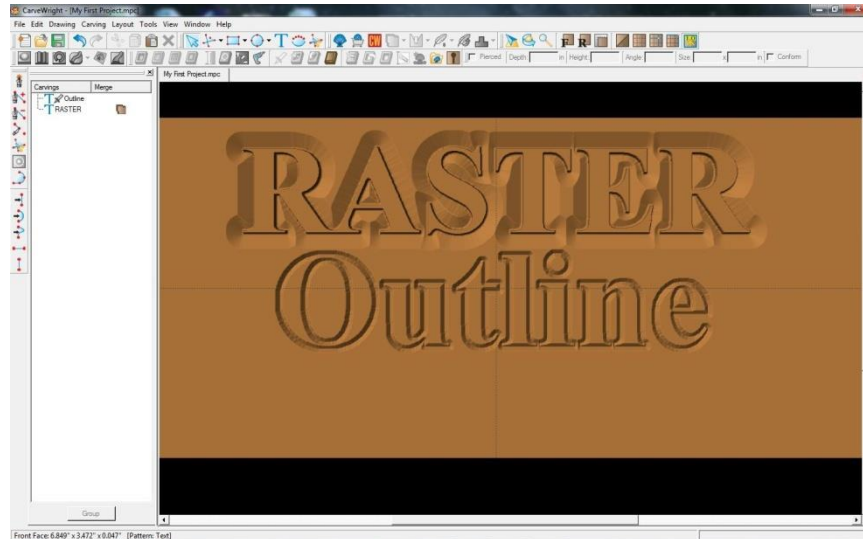 CarveWright - [My First Project.mpc]
File Edit Drawing Carving Layout Tools View Window Help
CW F R
Pierced Depth: in Height: Angle: Size: x in Conform
My First Project.mpc
Carvings Merge
Outline
RASTER
RASTER
Outline
Group
Front Face: 6.849" x 3.472" x 0.047" [Pattern: Text]